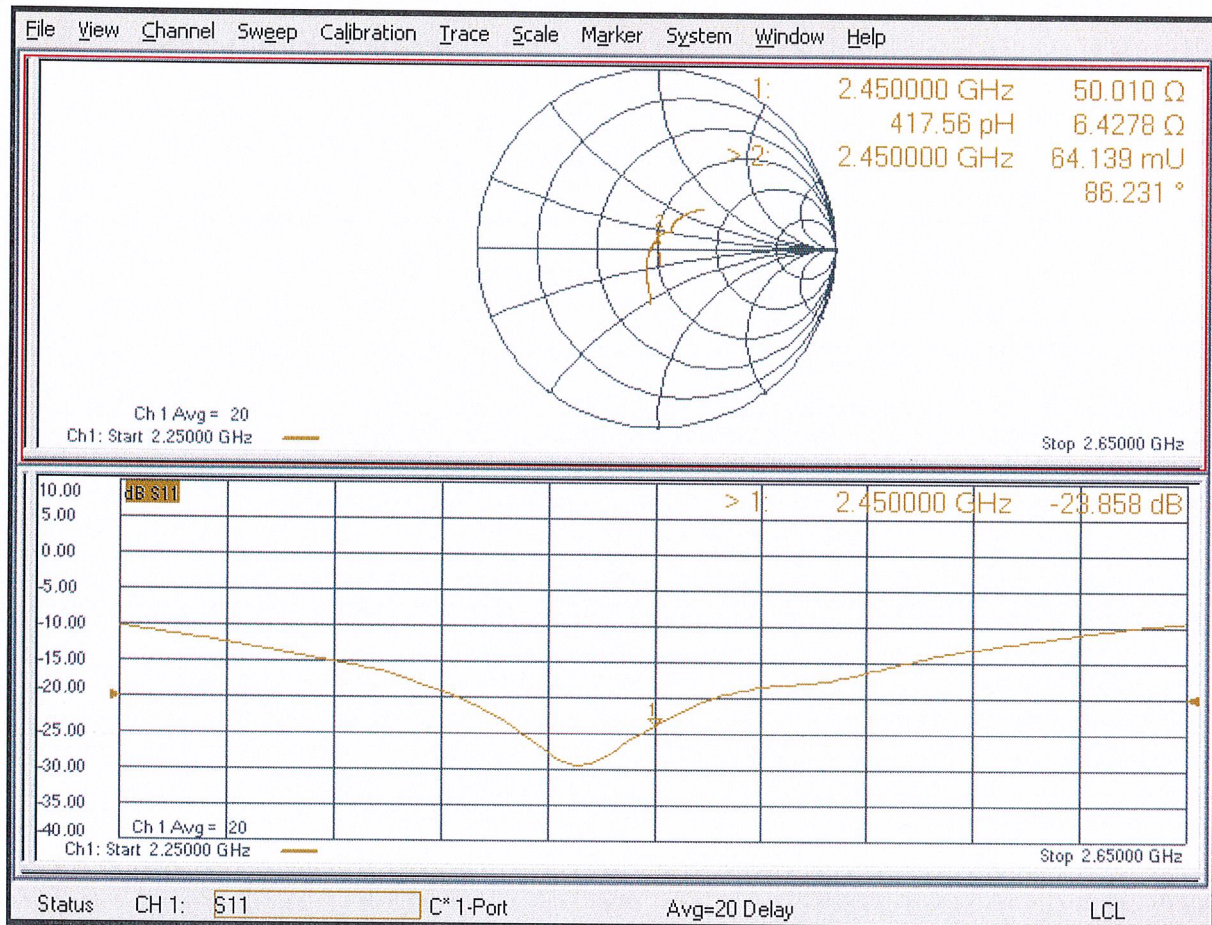 File View Channel Sweep Calibration Trace Scale Marker System Window Help
1: 2.450000 GHz 50.010 Ω
417.56 pH 6.4278 Ω
> 2: 2.450000 GHz 64.139 mU
86.231 °
2
1
Ch 1 Avg = 20
Ch1: Start 2.25000 GHz
Stop 2.65000 GHz
10.00 dB S11
> 1: 2.450000 GHz -23.858 dB
5.00
0.00
-5.00
-10.00
-15.00
-20.00
1
-25.00
-30.00
-35.00
-40.00
Ch 1 Avg = 20
Ch1: Start 2.25000 GHz
Stop 2.65000 GHz
Status CH 1: S11 C* 1-Port Avg=20 Delay LCL